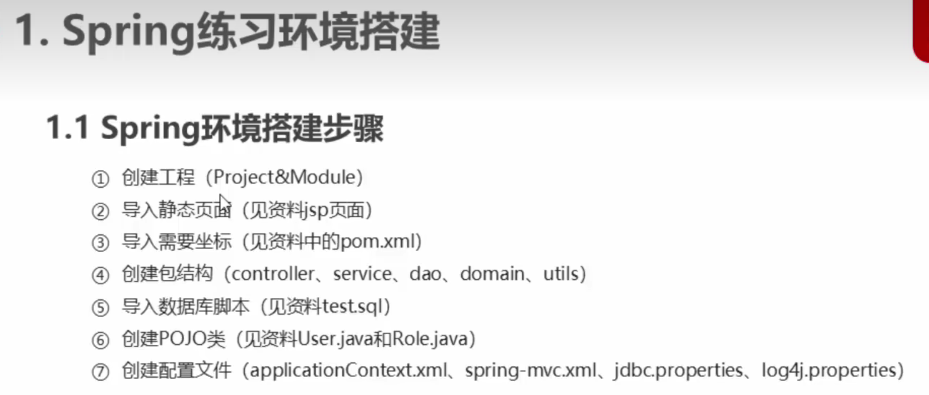 1. Spring练习环境搭建
1.1 Spring环境搭建步骤
① 创建工程（Project&Module）
② 导入静态页面（见资料jsp页面）
③ 导入需要坐标（见资料中的pom.xml）
④ 创建包结构（controller、service、dao、domain、utils）
⑤ 导入数据库脚本（见资料test.sql）
⑥ 创建POJO类（见资料User.java和Role.java）
⑦ 创建配置文件（applicationContext.xml、spring-mvc.xml、jdbc.properties、log4j.properties）